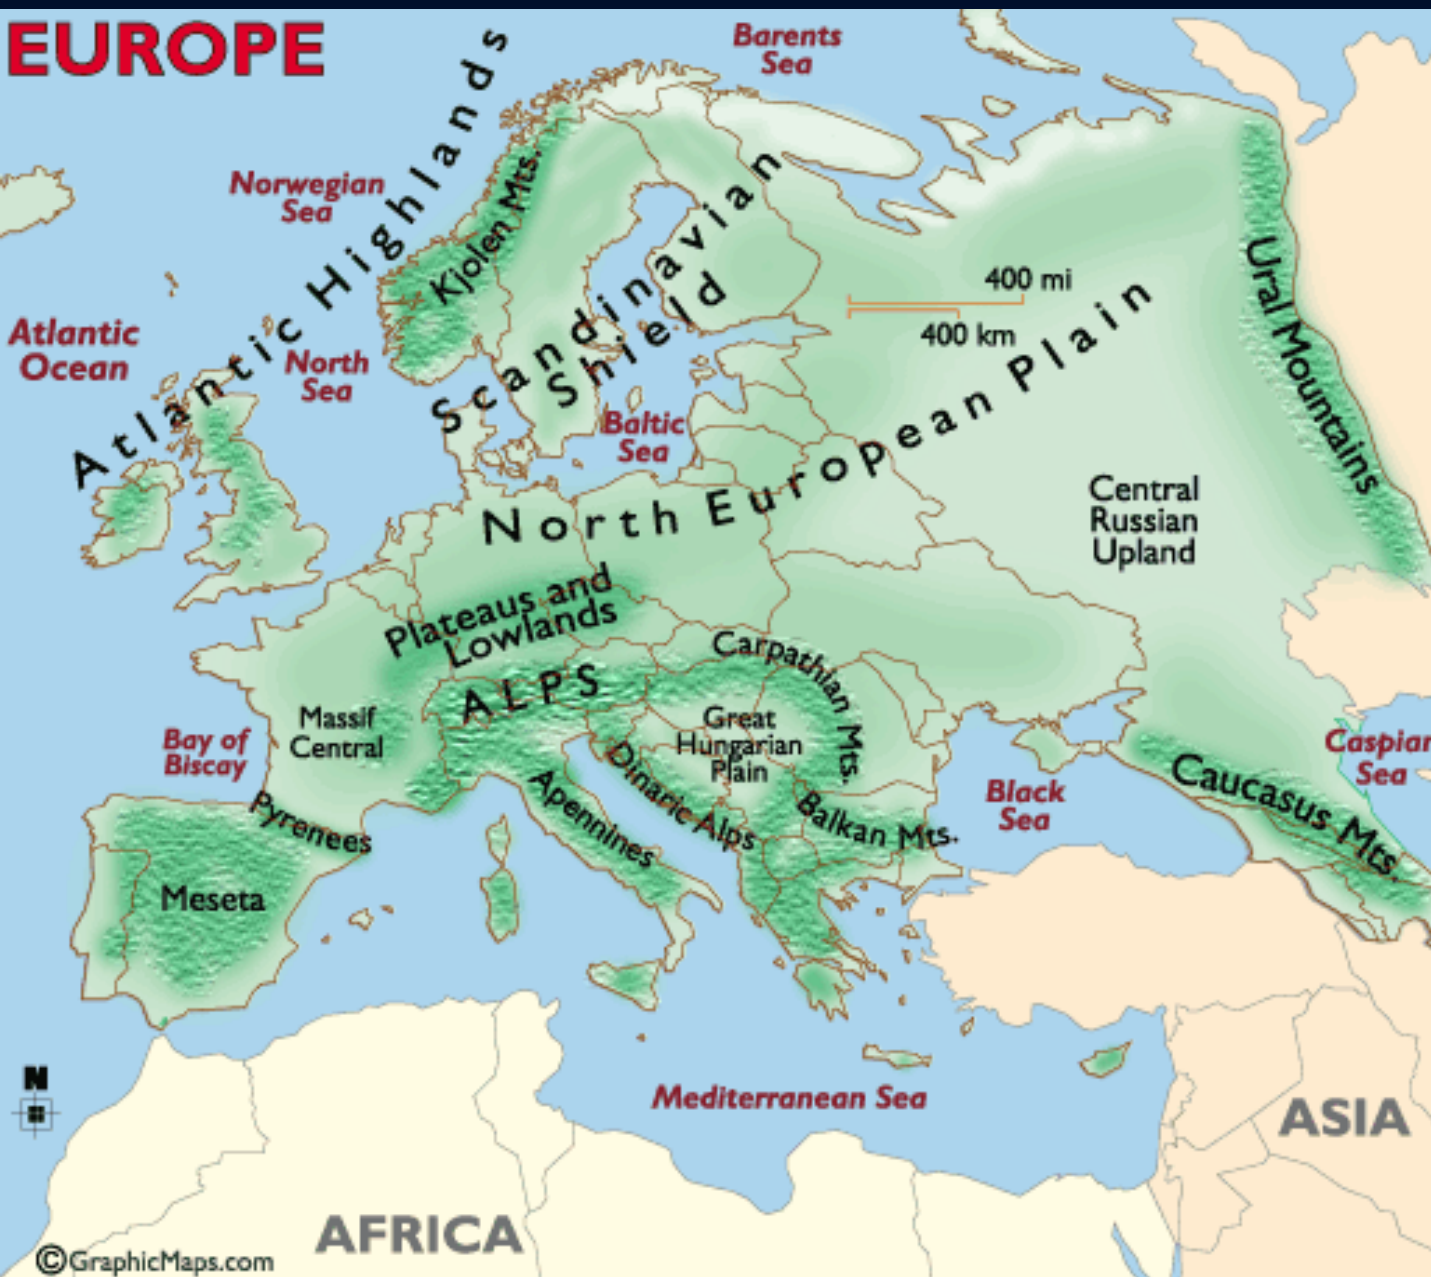 EUROPE
Barents
Sea
Atlantic Highlands
Norwegian
Sea
Kjolen Mts.
Scandinavian
Shield
Ural Mountains
400 mi
400 km
Atlantic
Ocean
North
Sea
Baltic
Sea
North European Plain
Central
Russian
Upland
Plateaus and
Lowlands
Carpathian Mts.
ALPS
Massif
Central
Great
Hungarian
Plain
Bay of
Biscay
Caspian
Sea
Dinaric Alps
Caucasus Mts.
Apennines
Black
Sea
Pyrenees
Balkan Mts.
Meseta
N
Mediterranean Sea
ASIA
AFRICA
©GraphicMaps.com